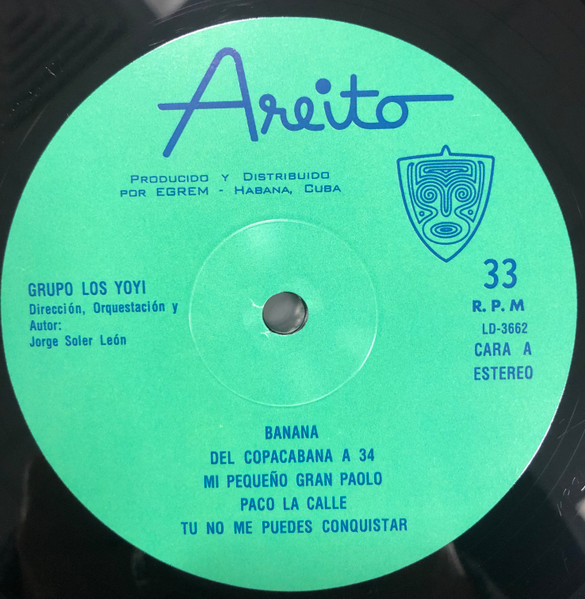 Areito
PRODUCIDO Y DISTRIBUIDO
POR EGREM - HABANA, CUBA
GRUPO LOS YOYI
Dirección, Orquestación y
Autor:
Jorge Soler León
33
R. P. M
LD-3662
CARA A
ESTEREO
BANANA
DEL COPACABANA A 34
MI PEQUEÑO GRAN PAOLO
PACO LA CALLE
TU NO ME PUEDES CONQUISTAR